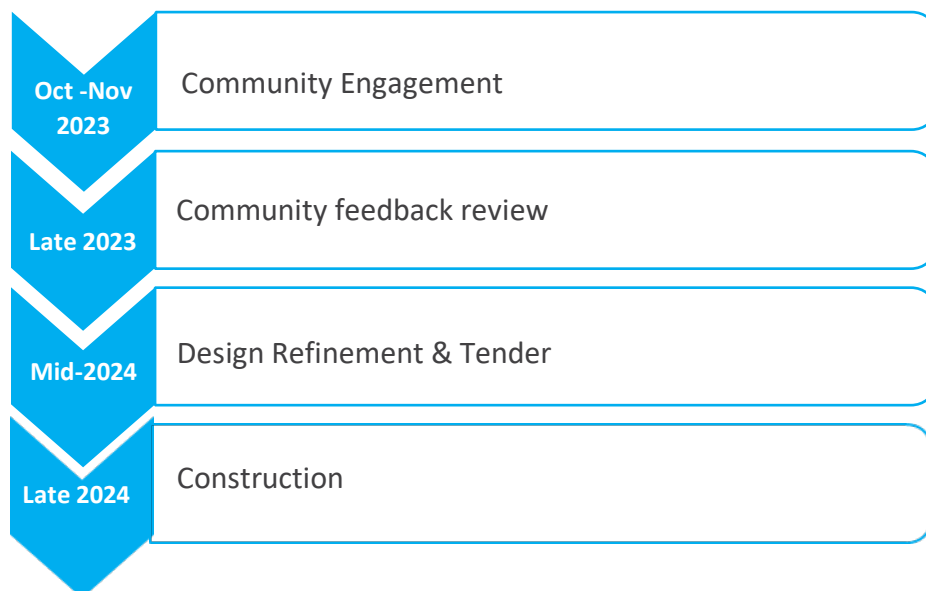 Oct -Nov
2023
Community Engagement
Late 2023
Community feedback review
Mid-2024
Design Refinement & Tender
Late 2024
Construction